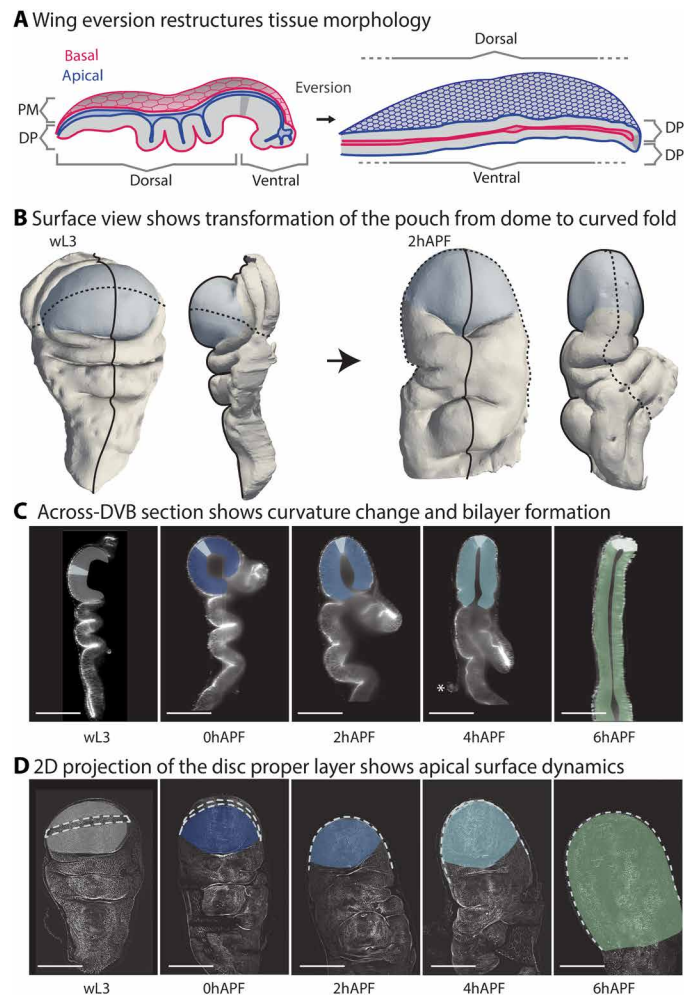 A Wing eversion restructures tissue morphology
Basal
Apical
PM
DP
Dorsal
Ventral
Eversion
Dorsal
DP
DP
Ventral
B Surface view shows transformation of the pouch from dome to curved fold
wL3
2hAPF
C Across-DVB section shows curvature change and bilayer formation
*
wL3
0hAPF
2hAPF
4hAPF
6hAPF
D 2D projection of the disc proper layer shows apical surface dynamics
wL3
0hAPF
2hAPF
4hAPF
6hAPF